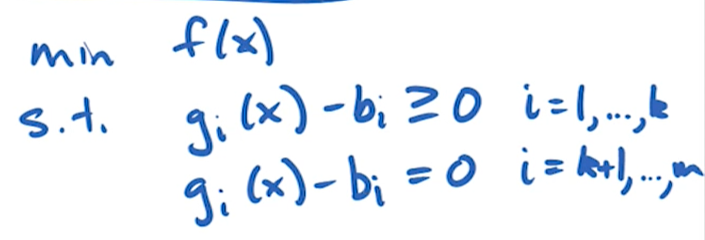 min f(x)
s.t. gᵢ(x) - bᵢ ≥ 0 i=1,...,k
gᵢ(x) - bᵢ = 0 i=k+1,...,m